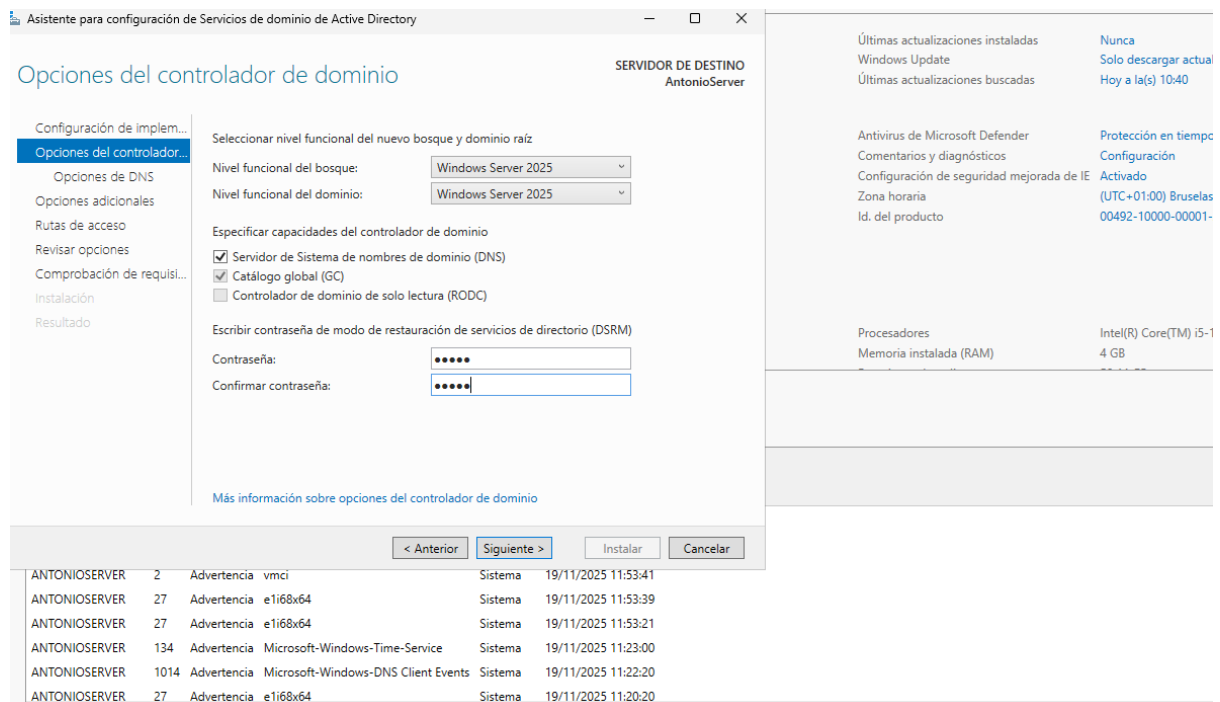 Asistente para configuración de Servicios de dominio de Active Directory
Opciones del controlador de dominio
SERVIDOR DE DESTINO
AntonioServer
Configuración de implem...
Opciones del controlador...
Opciones de DNS
Opciones adicionales
Rutas de acceso
Revisar opciones
Comprobación de requisi...
Instalación
Resultado
Seleccionar nivel funcional del nuevo bosque y dominio raíz
Nivel funcional del bosque: Windows Server 2025
Nivel funcional del dominio: Windows Server 2025
Especificar capacidades del controlador de dominio
Servidor de Sistema de nombres de dominio (DNS)
Catálogo global (GC)
Controlador de dominio de solo lectura (RODC)
Escribir contraseña de modo de restauración de servicios de directorio (DSRM)
Contraseña: •••••
Confirmar contraseña: •••••
Más información sobre opciones del controlador de dominio
< Anterior Siguiente > Instalar Cancelar
Últimas actualizaciones instaladas Nunca
Windows Update Solo descargar actual
Últimas actualizaciones buscadas Hoy a la(s) 10:40
Antivirus de Microsoft Defender Protección en tiempo
Comentarios y diagnósticos Configuración
Configuración de seguridad mejorada de IE Activado
Zona horaria (UTC+01:00) Bruselas
Id. del producto 00492-10000-00001-
Procesadores Intel(R) Core(TM) i5-1
Memoria instalada (RAM) 4 GB
ANTONIOSERVER 2 Advertencia vmci Sistema 19/11/2025 11:53:41
ANTONIOSERVER 27 Advertencia e1i68x64 Sistema 19/11/2025 11:53:39
ANTONIOSERVER 27 Advertencia e1i68x64 Sistema 19/11/2025 11:53:21
ANTONIOSERVER 134 Advertencia Microsoft-Windows-Time-Service Sistema 19/11/2025 11:23:00
ANTONIOSERVER 1014 Advertencia Microsoft-Windows-DNS Client Events Sistema 19/11/2025 11:22:20
ANTONIOSERVER 27 Advertencia e1i68x64 Sistema 19/11/2025 11:20:20